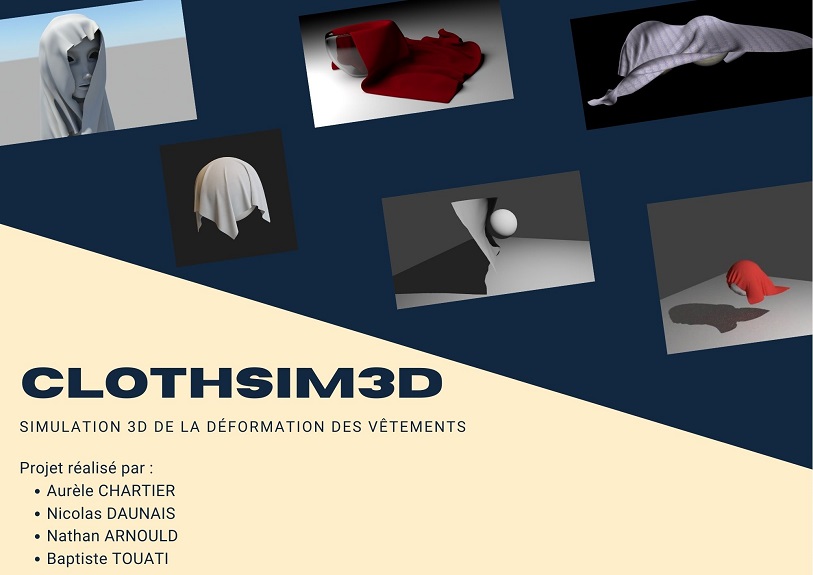 CLOTHSIM3D
SIMULATION 3D DE LA DÉFORMATION DES VÊTEMENTS
Projet réalisé par :
• Aurèle CHARTIER
• Nicolas DAUNAIS
• Nathan ARNOULD
• Baptiste TOUATI